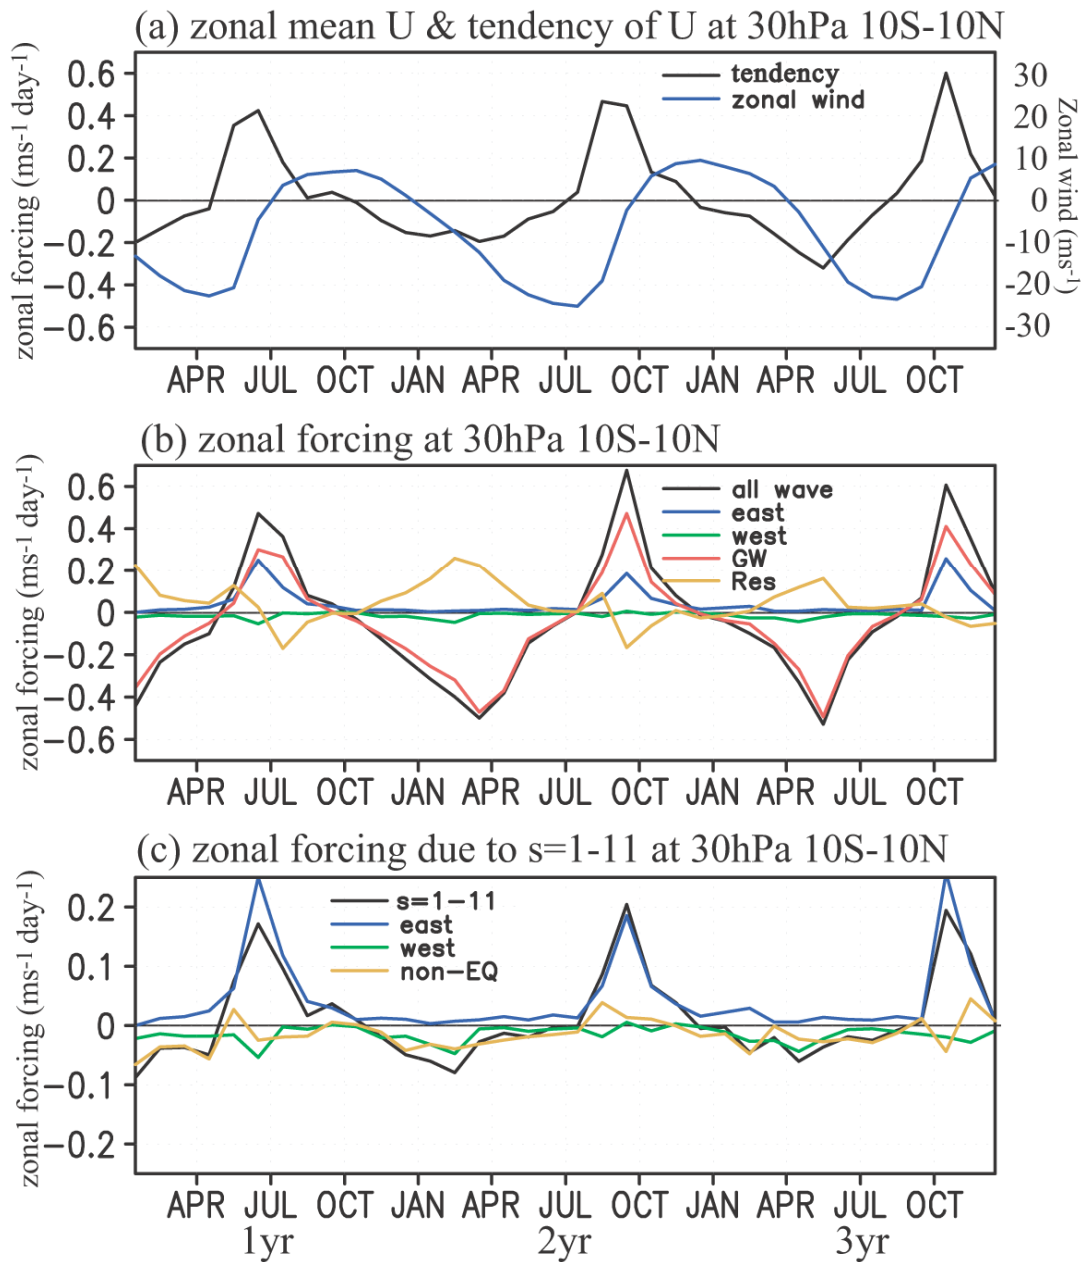 (a) zonal mean U & tendency of U at 30hPa 10S-10N
zonal forcing (ms-1 day-1)
0.6
0.4
0.2
0
−0.2
−0.4
−0.6
tendency
zonal wind
30
20
10
0
-10
-20
-30
Zonal wind (ms-1)
APR JUL OCT JAN APR JUL OCT JAN APR JUL OCT
(b) zonal forcing at 30hPa 10S-10N
zonal forcing (ms-1 day-1)
0.6
0.4
0.2
0
−0.2
−0.4
−0.6
all wave
east
west
GW
Res
APR JUL OCT JAN APR JUL OCT JAN APR JUL OCT
(c) zonal forcing due to s=1-11 at 30hPa 10S-10N
zonal forcing (ms-1 day-1)
0.2
0.1
0
−0.1
−0.2
s=1−11
east
west
non−EQ
APR JUL OCT JAN APR JUL OCT JAN APR JUL OCT
1yr 2yr 3yr